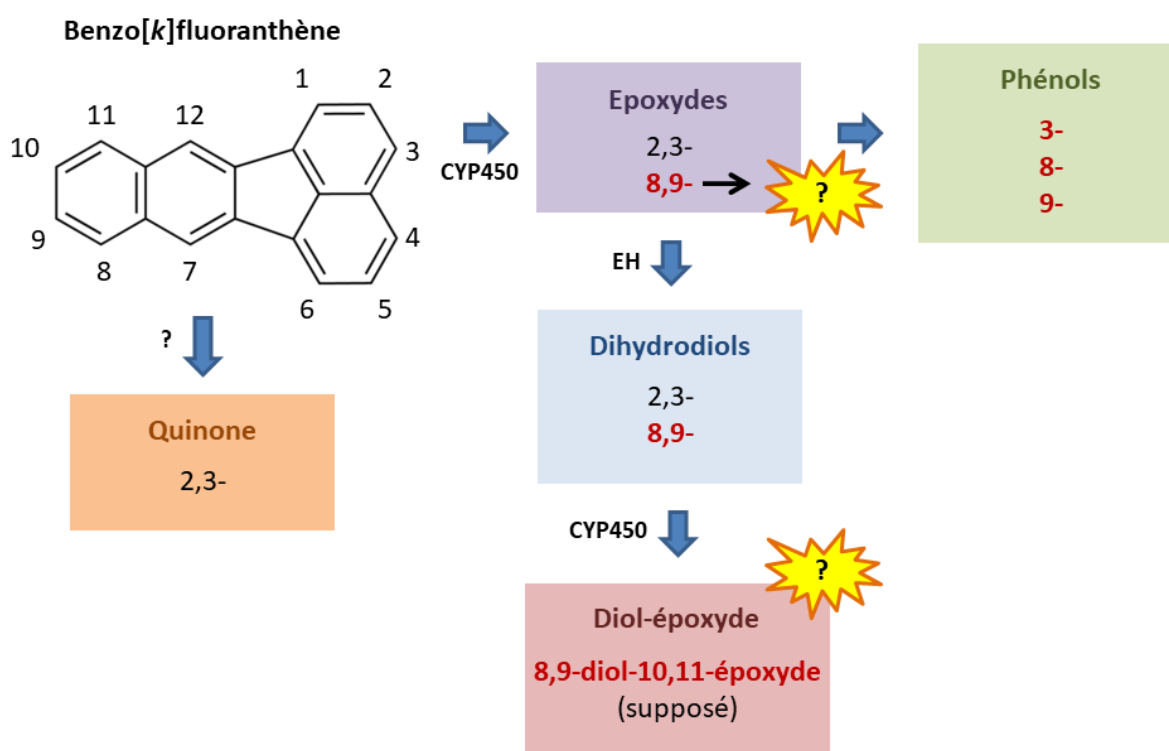 Benzo[k]fluoranthène
1
2
11
12
10
3
9
4
8
7
6
5
CYP450
Epoxydes
2,3-
8,9-
?
Phénols
3-
8-
9-
EH
?
Dihydrodiols
2,3-
8,9-
Quinone
2,3-
CYP450
?
Diol-époxyde
8,9-diol-10,11-époxyde
(supposé)